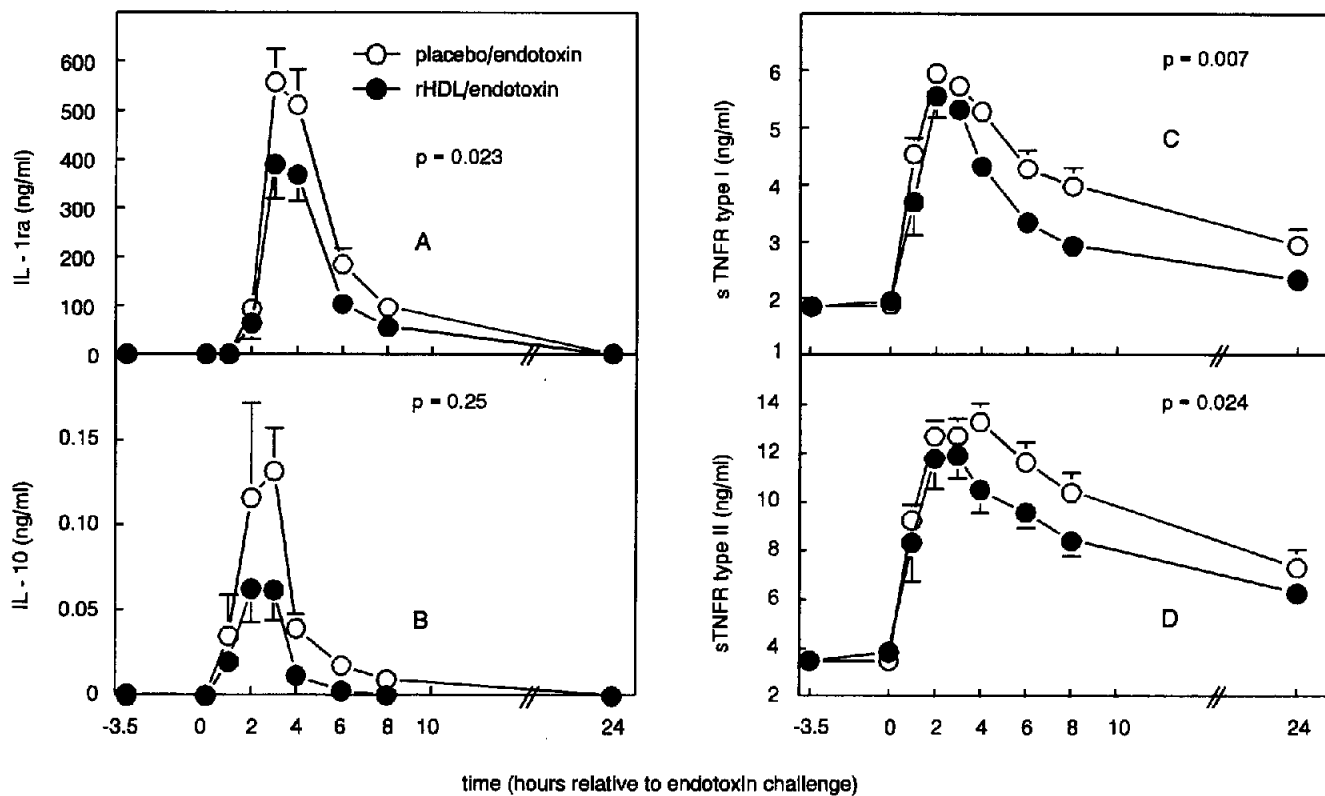 600
500
400
300
200
100
0
IL - 1ra (ng/ml)
placebo/endotoxin
rHDL/endotoxin
p = 0.023
A
0.15
0.10
0.05
0
IL - 10 (ng/ml)
p = 0.25
B
-3.5 0 2 4 6 8 10 24
6
5
4
3
2
1
s TNFR type I (ng/ml)
p = 0.007
C
14
12
10
8
6
4
2
sTNFR type II (ng/ml)
p = 0.024
D
-3.5 0 2 4 6 8 10 24
time (hours relative to endotoxin challenge)